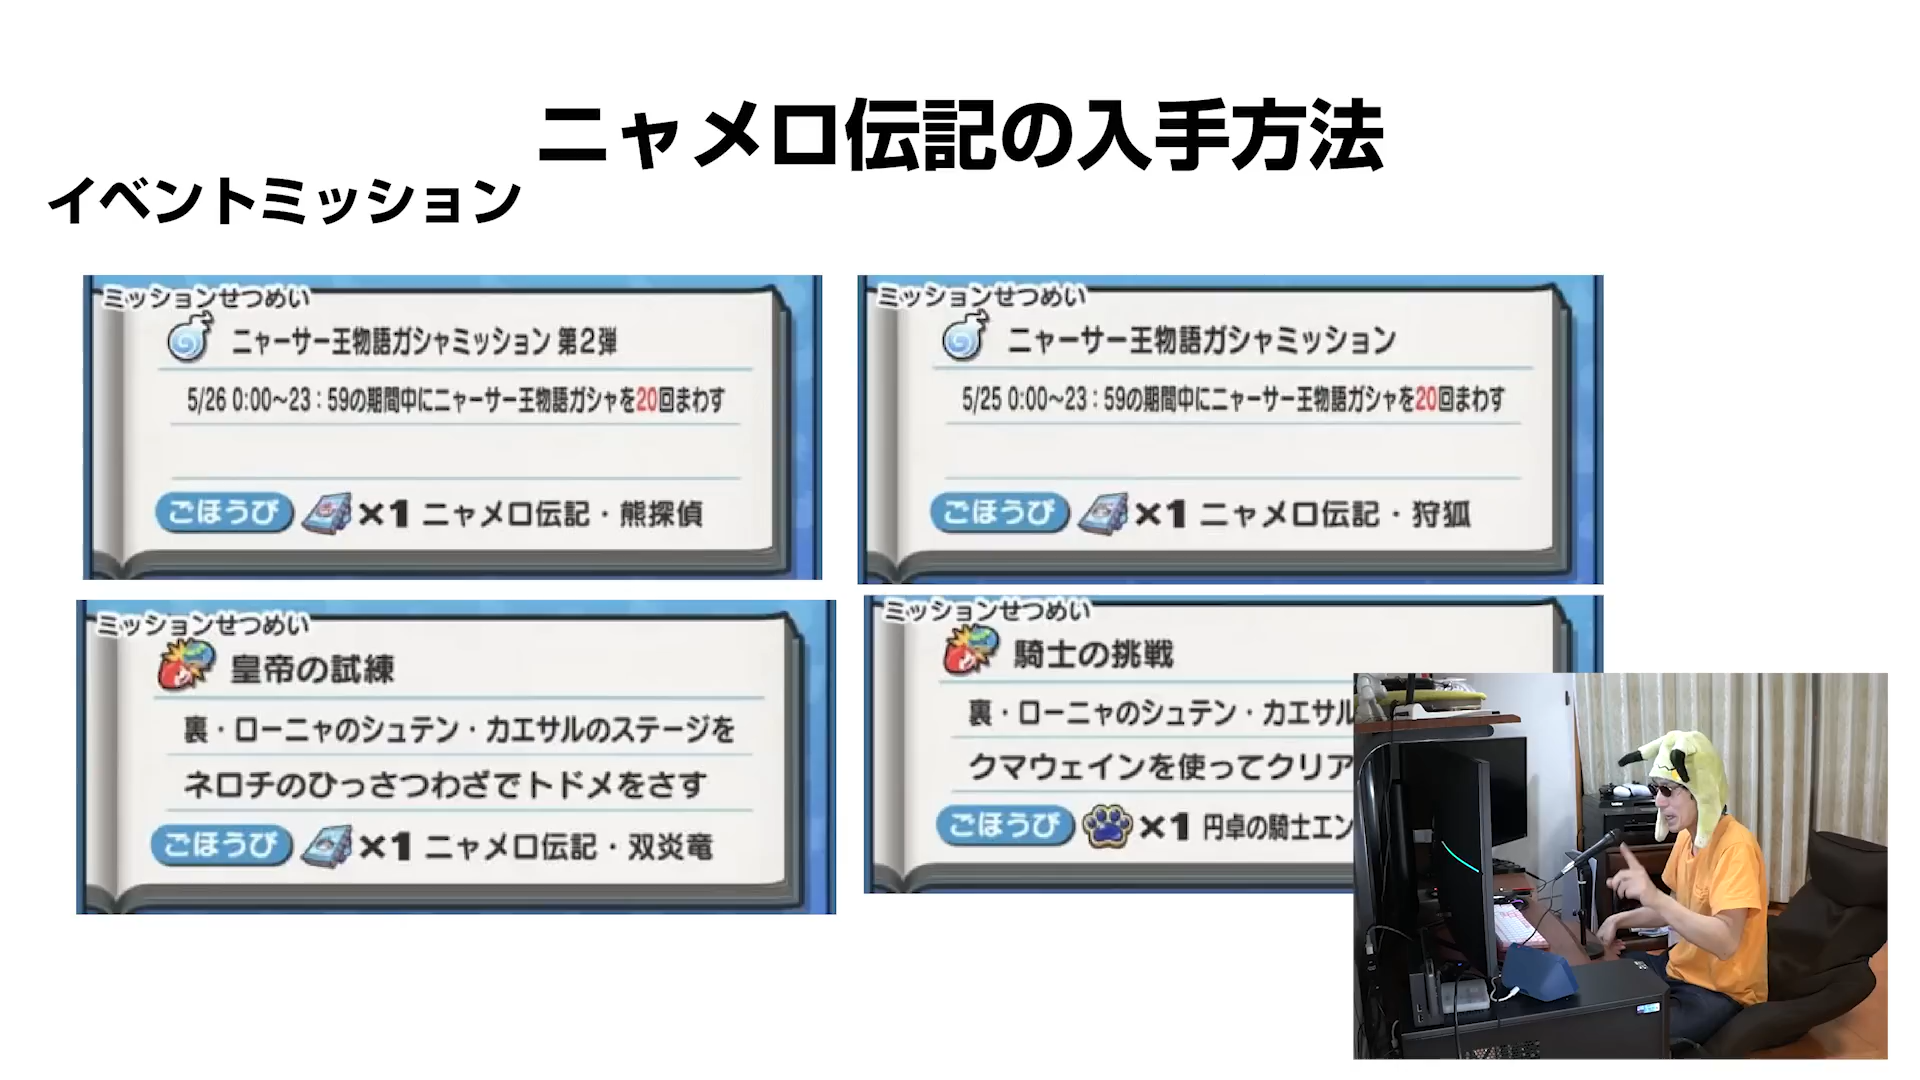 ニャメロ伝記の入手方法
イベントミッション
ミッションせつめい
ニャーサー王物語ガシャミッション 第2弾
5/26 0:00～23：59の期間中にニャーサー王物語ガシャを20回まわす
ごほうび ×1 ニャメロ伝記・熊探偵
ミッションせつめい
ニャーサー王物語ガシャミッション
5/25 0:00～23：59の期間中にニャーサー王物語ガシャを20回まわす
ごほうび ×1 ニャメロ伝記・狩狐
ミッションせつめい
皇帝の試練
裏・ローニャのシュテン・カエサルのステージを
ネロチのひっさつわざでトドメをさす
ごほうび ×1 ニャメロ伝記・双炎竜
ミッションせつめい
騎士の挑戦
裏・ローニャのシュテン・カエサル
クマウェインを使ってクリア
ごほうび ×1 円卓の騎士エン